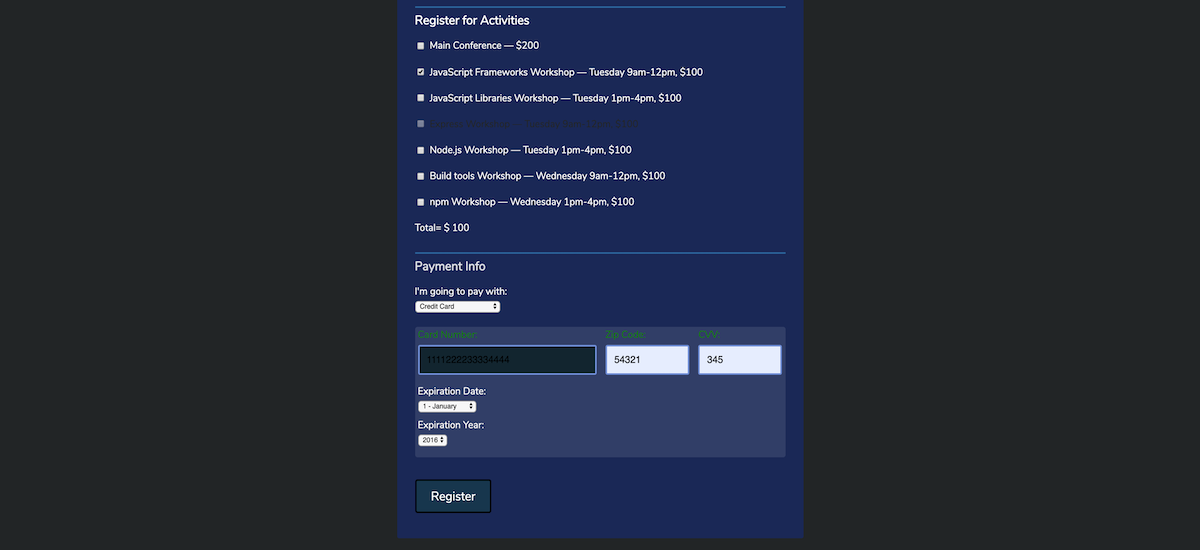 Register for Activities
Main Conference — $200
JavaScript Frameworks Workshop — Tuesday 9am-12pm, $100
JavaScript Libraries Workshop — Tuesday 1pm-4pm, $100
Node.js Workshop — Tuesday 1pm-4pm, $100
Build tools Workshop — Wednesday 9am-12pm, $100
npm Workshop — Wednesday 1pm-4pm, $100
Total= $ 100
Payment Info
I'm going to pay with:
Credit Card
Card Number: Zip Code: CVV:
1111222233334444 54321 345
Expiration Date:
1 - January
Expiration Year:
2016
Register